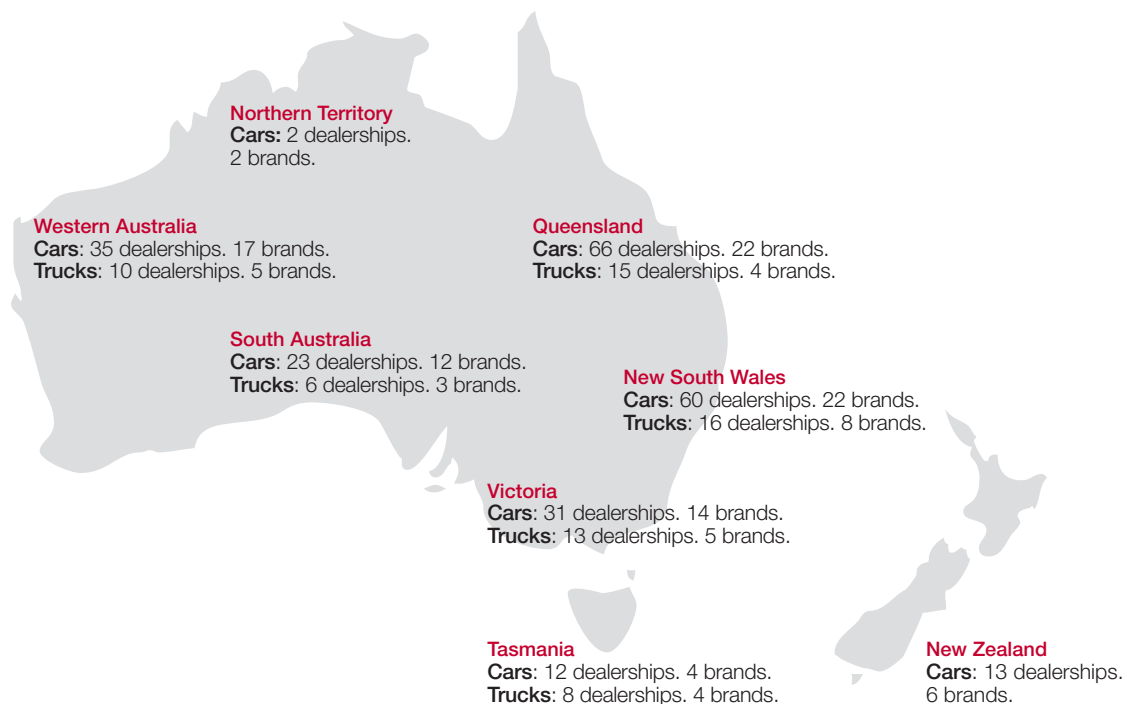 Northern Territory
Cars: 2 dealerships.
2 brands.
Western Australia
Cars: 35 dealerships. 17 brands.
Trucks: 10 dealerships. 5 brands.
Queensland
Cars: 66 dealerships. 22 brands.
Trucks: 15 dealerships. 4 brands.
South Australia
Cars: 23 dealerships. 12 brands.
Trucks: 6 dealerships. 3 brands.
New South Wales
Cars: 60 dealerships. 22 brands.
Trucks: 16 dealerships. 8 brands.
Victoria
Cars: 31 dealerships. 14 brands.
Trucks: 13 dealerships. 5 brands.
Tasmania
Cars: 12 dealerships. 4 brands.
Trucks: 8 dealerships. 4 brands.
New Zealand
Cars: 13 dealerships.
6 brands.